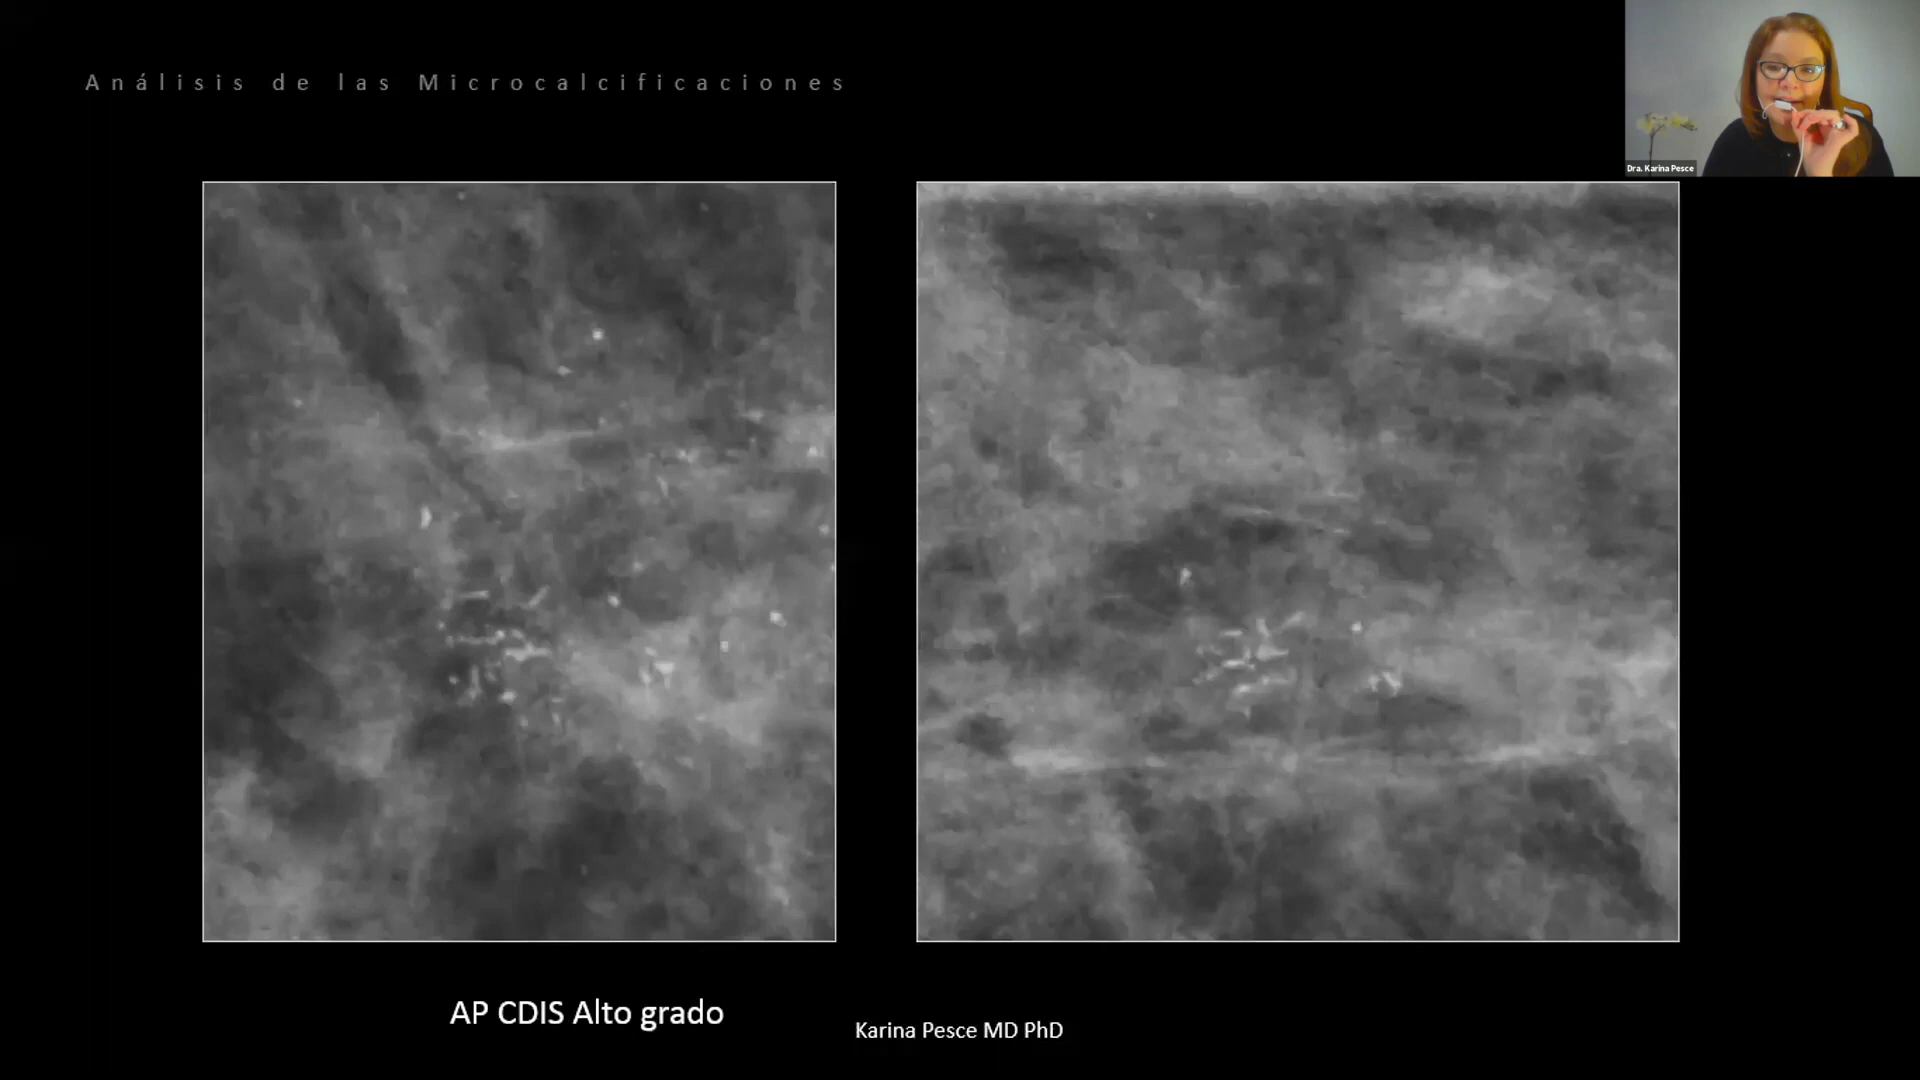 Análisis de las Microcalcificaciones
Dra. Karina Pesce
AP CDIS Alto grado
Karina Pesce MD PhD